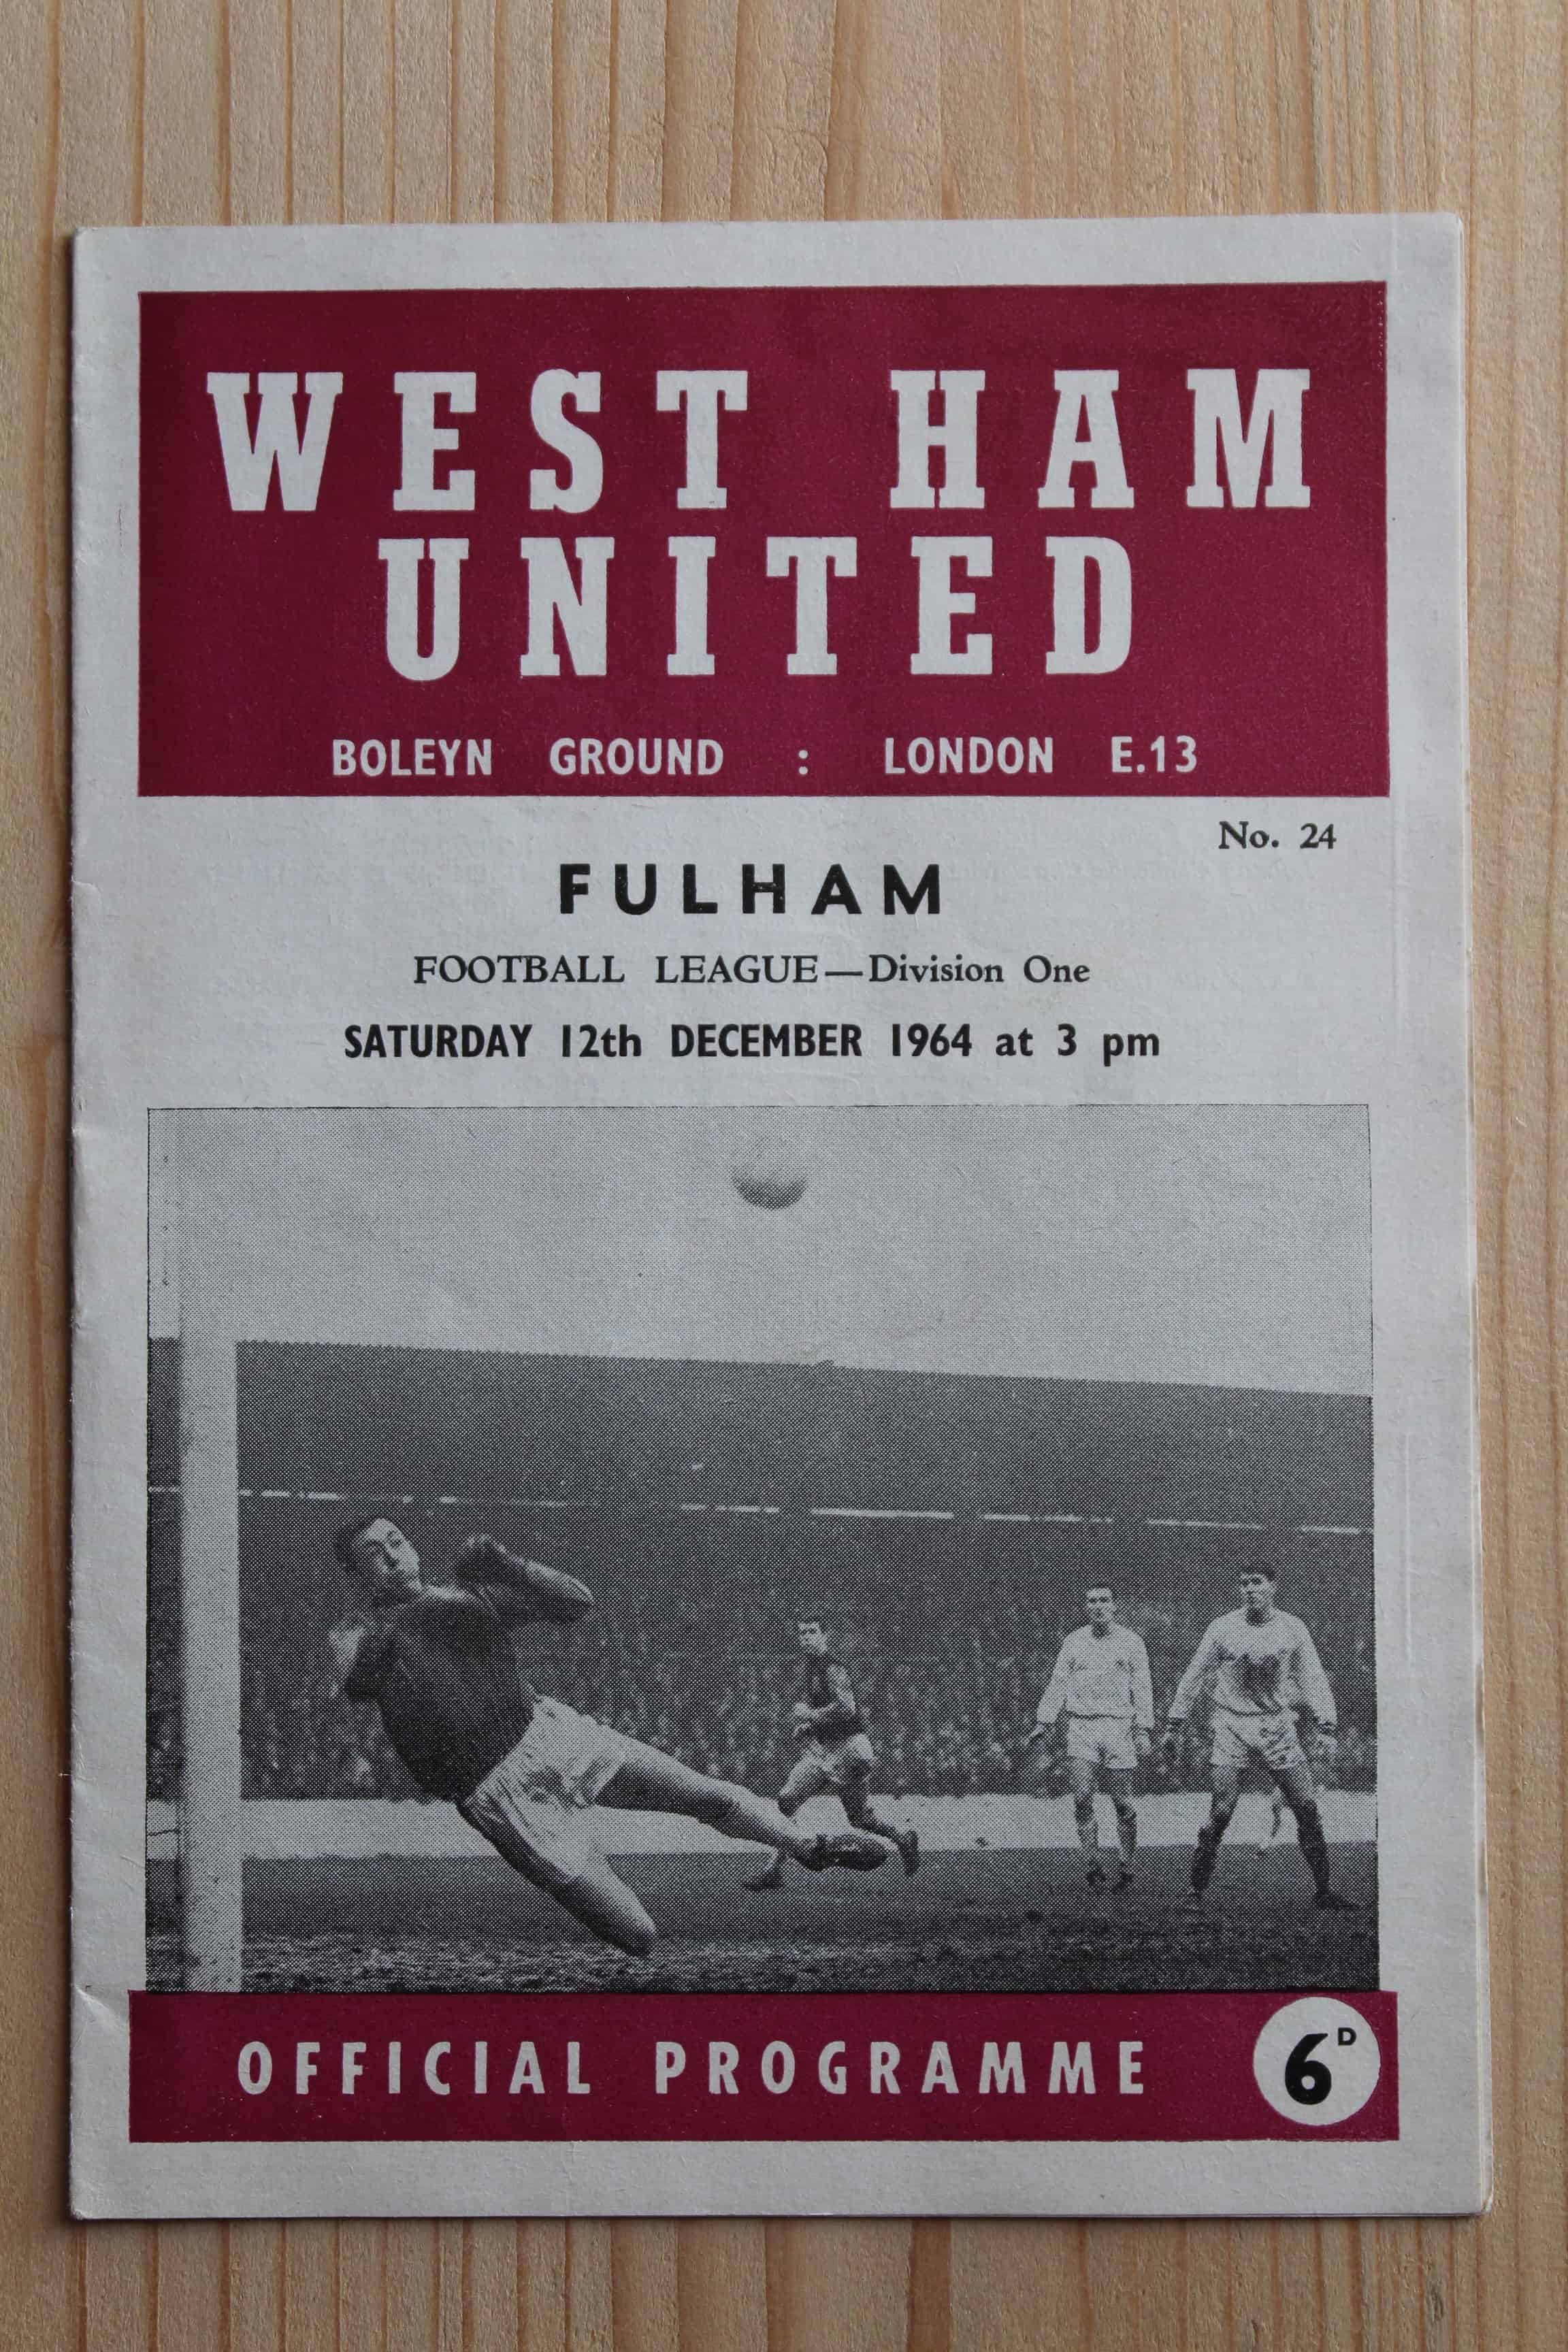 WEST HAM
UNITED
BOLEYN GROUND : LONDON E.13
No. 24
FULHAM
FOOTBALL LEAGUE—Division One
SATURDAY 12th DECEMBER 1964 at 3 pm
OFFICIAL PROGRAMME
6D